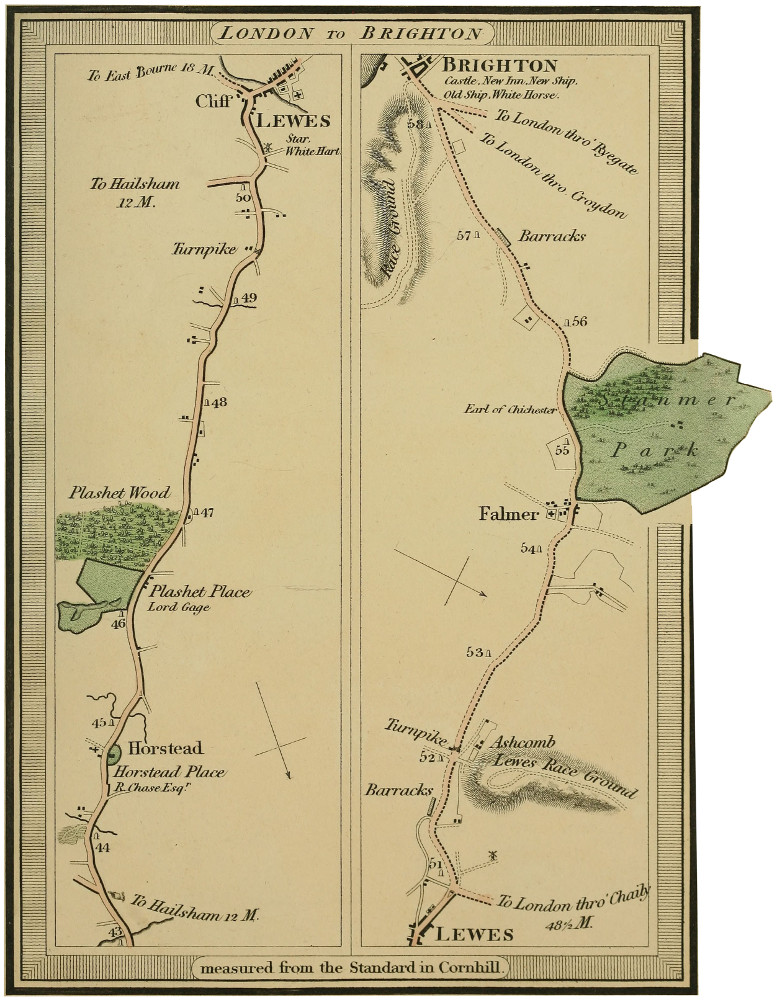 LONDON TO BRIGHTON
To East Bourne 18 M.
Cliff
LEWES
Star.
White Hart
To Hailsham
12 M.
50
Turnpike
49
48
Plashet Wood
47
Plashet Place
Lord Gage
46
45
Horstead
Horstead Place
R. Chase Esqr
44
To Hailsham 12 M.
43
BRIGHTON
Castle. New Inn. New Ship.
Old Ship. White Horse.
58
To London thro' Ryegate
To London thro Croydon
Race Ground
57
Barracks
56
Stanmer
Park
Earl of Chichester
55
Falmer
54
53
Turnpike
52
Ashcomb
Lewes Race Ground
Barracks
51
To London thro' Chaily
48½ M.
LEWES
measured from the Standard in Cornhill.